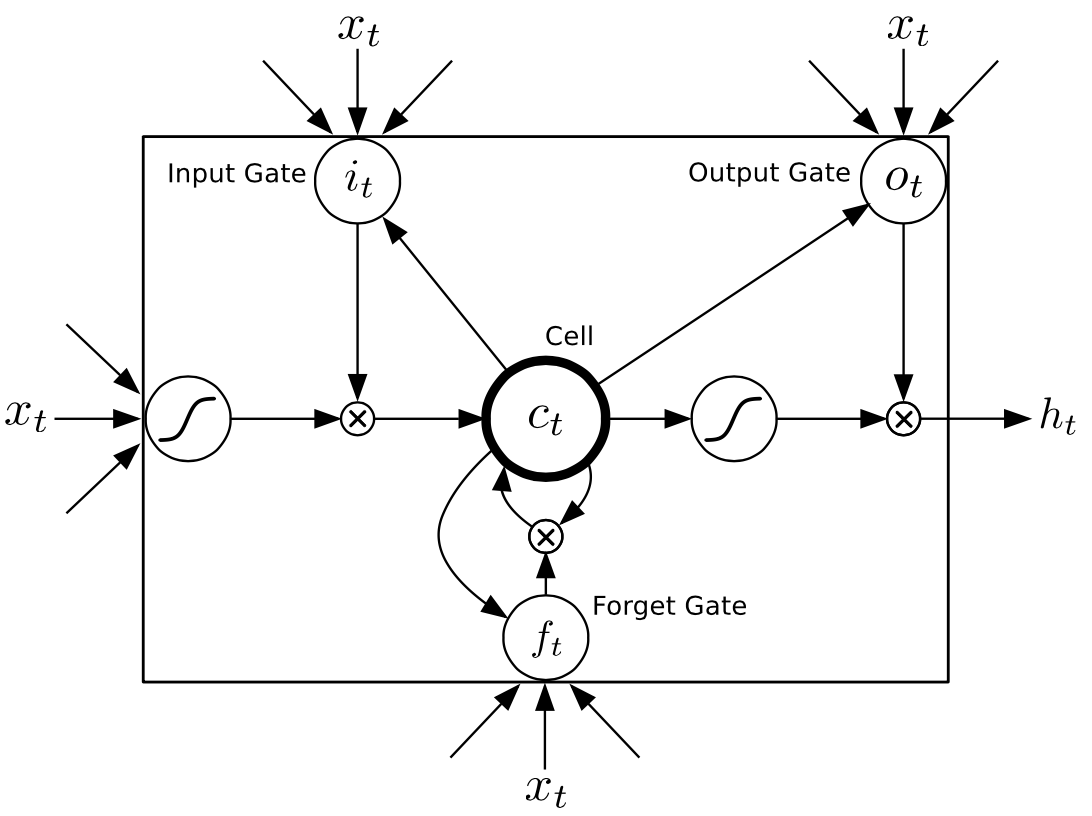 x_t
x_t
Input Gate
i_t
Output Gate
o_t
Cell
x_t
c_t
h_t
Forget Gate
f_t
x_t